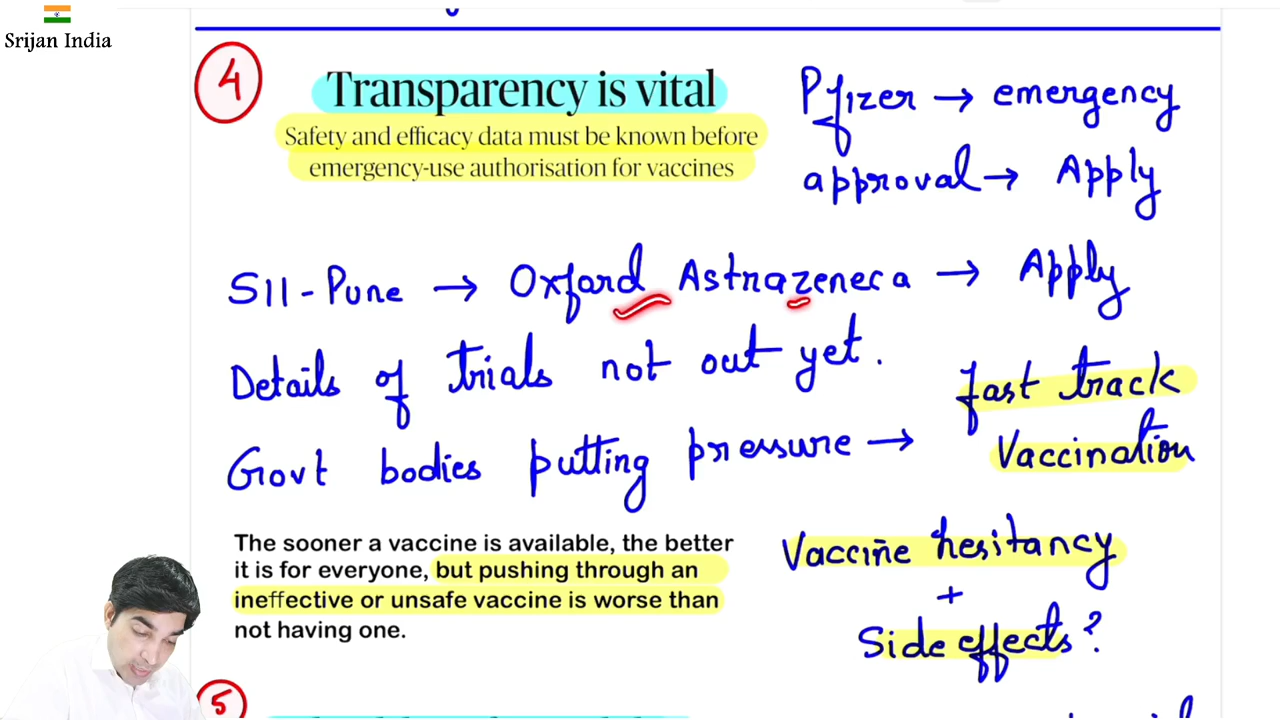 Srijan India
4
Transparency is vital
Safety and efficacy data must be known before
emergency-use authorisation for vaccines
Pfizer → emergency
approval → Apply
SII-Pune → Oxford Astrazeneca → Apply
Details of trials not out yet.
Govt bodies putting pressure → fast track
Vaccination
The sooner a vaccine is available, the better
it is for everyone, but pushing through an
ineffective or unsafe vaccine is worse than
not having one.
Vaccine hesitancy
+
Side effects?
5